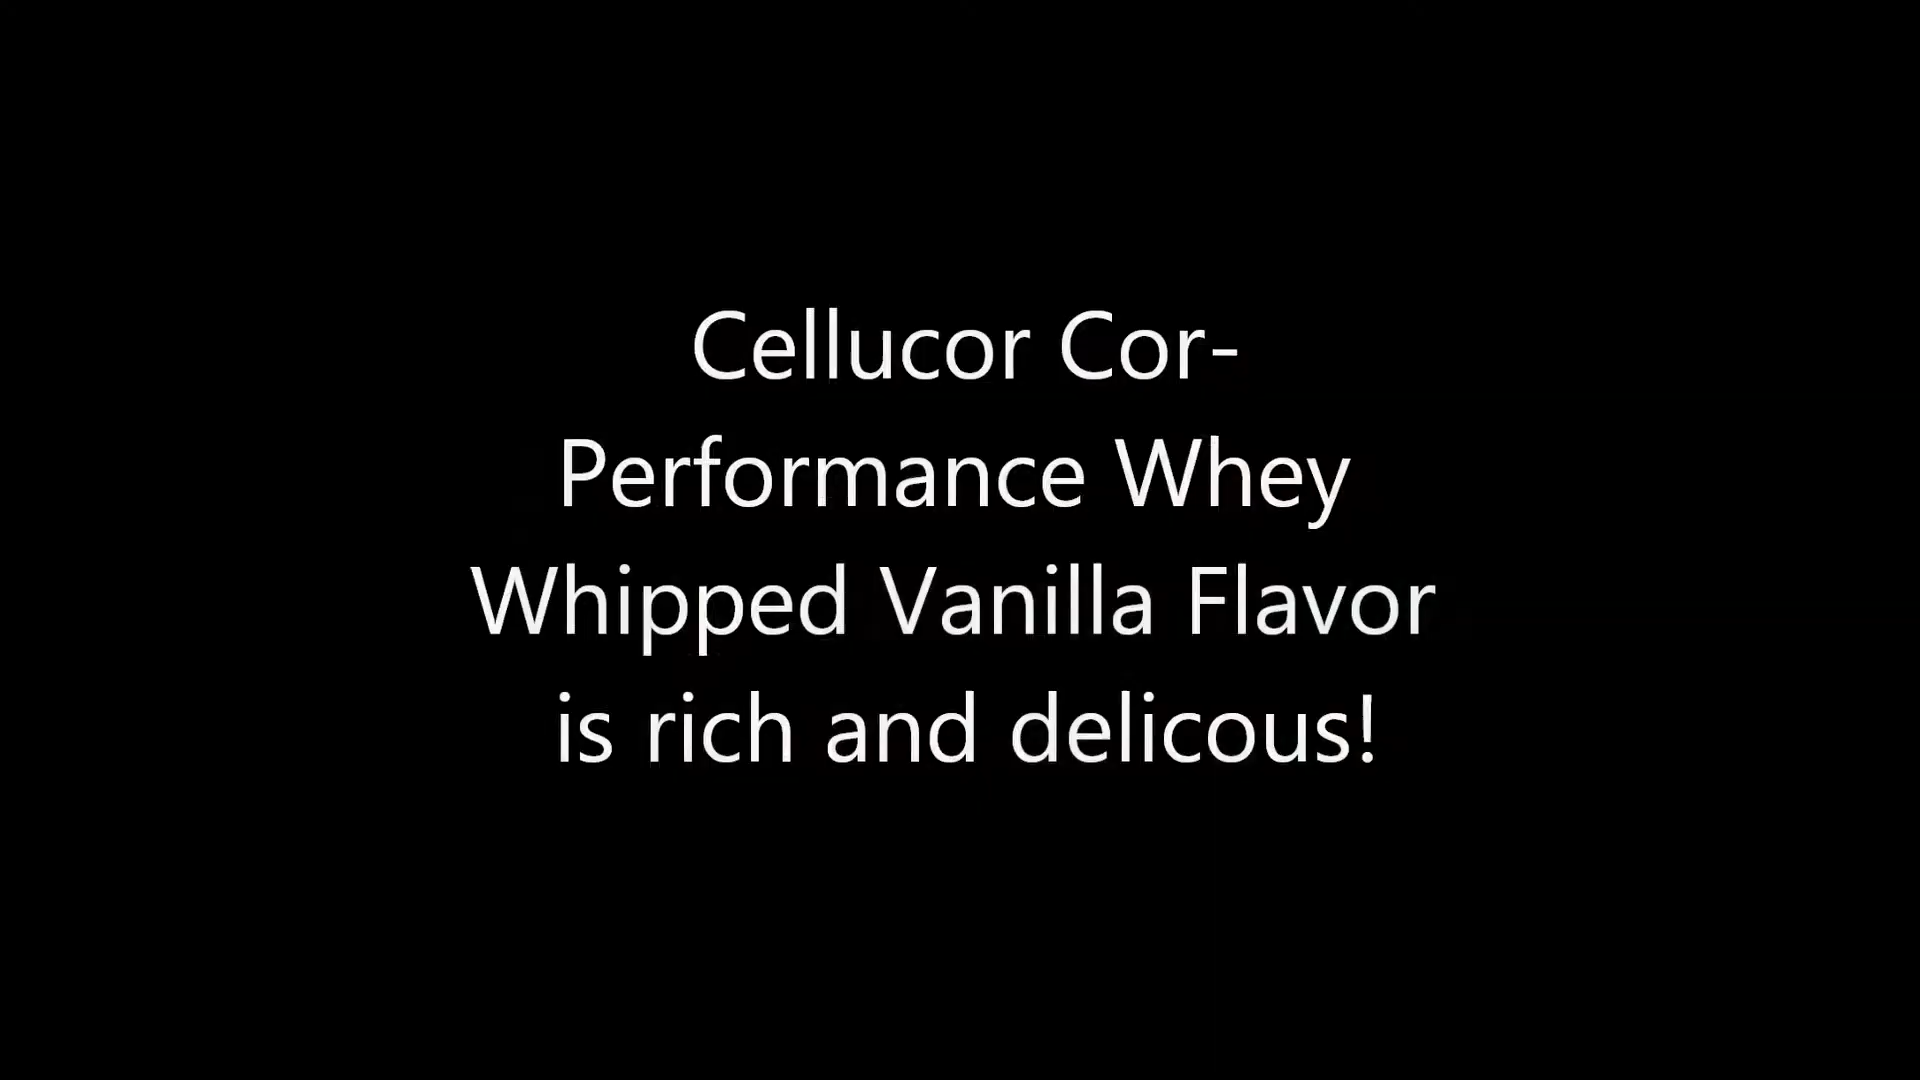 Cellucor Cor-
Performance Whey
Whipped Vanilla Flavor
is rich and delicous!